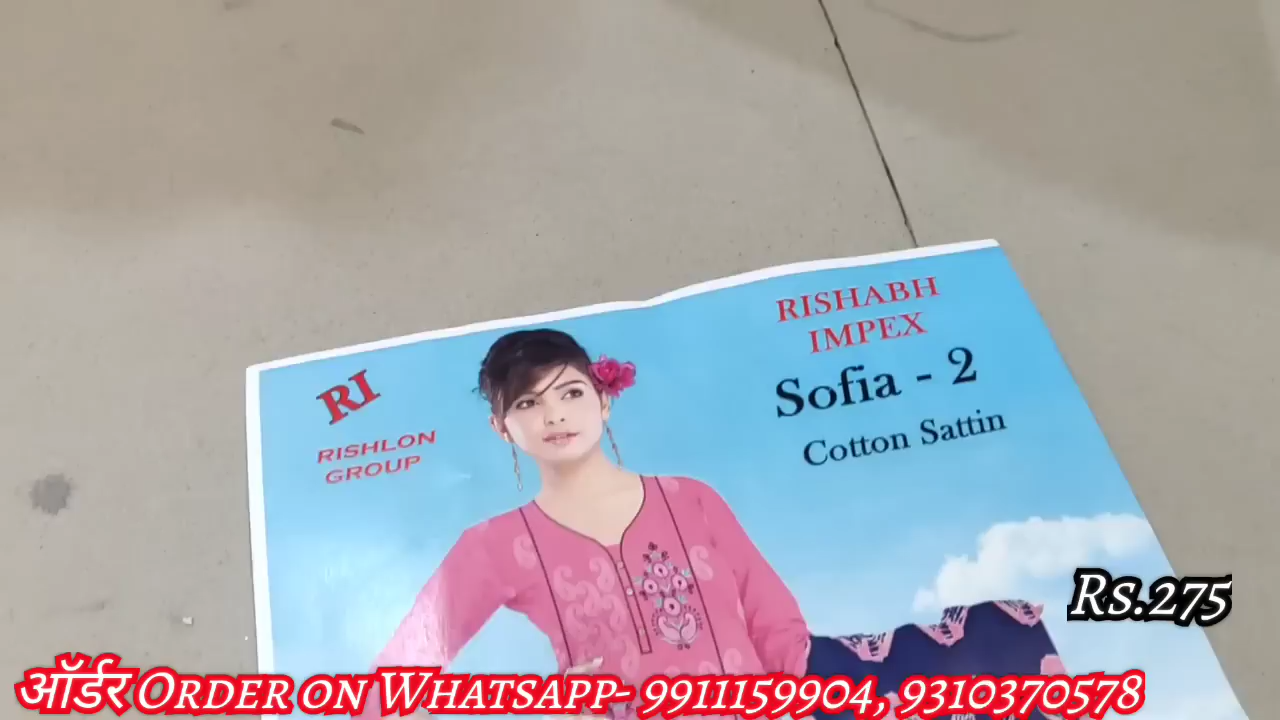 RI
RISHLON
GROUP
RISHABH
IMPEX
Sofia - 2
Cotton Sattin
Rs.275
ऑर्डर Order on Whatsapp- 9911159904, 9310370578